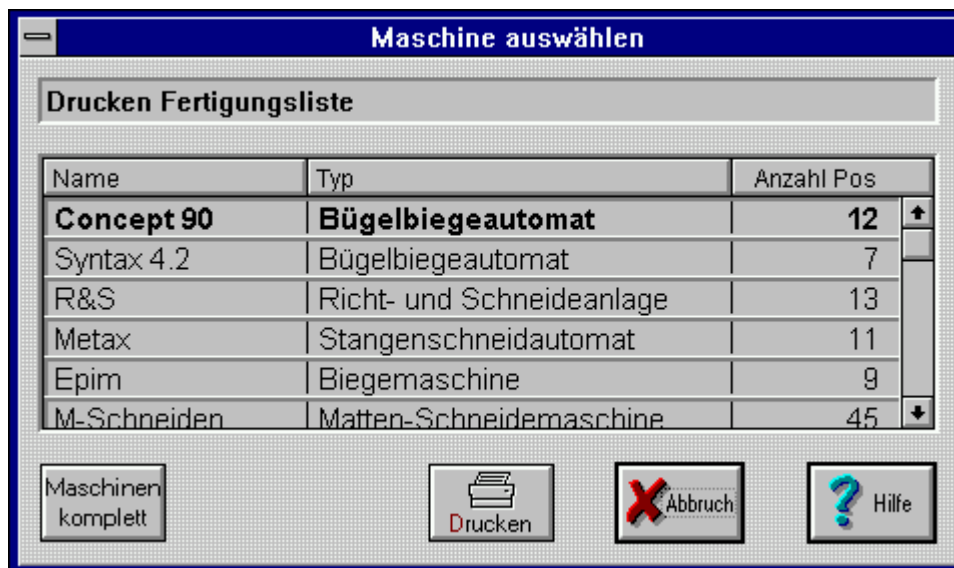 Maschine auswählen
Drucken Fertigungsliste
Name Typ Anzahl Pos
Concept 90 Bügelbiegeautomat 12
Syntax 4.2 Bügelbiegeautomat 7
R&S Richt- und Schneideanlage 13
Metax Stangenschneidautomat 11
Epim Biegemaschine 9
M-Schneiden Matten-Schneidemaschine 45
Maschinen
komplett
Drucken
Abbruch
Hilfe